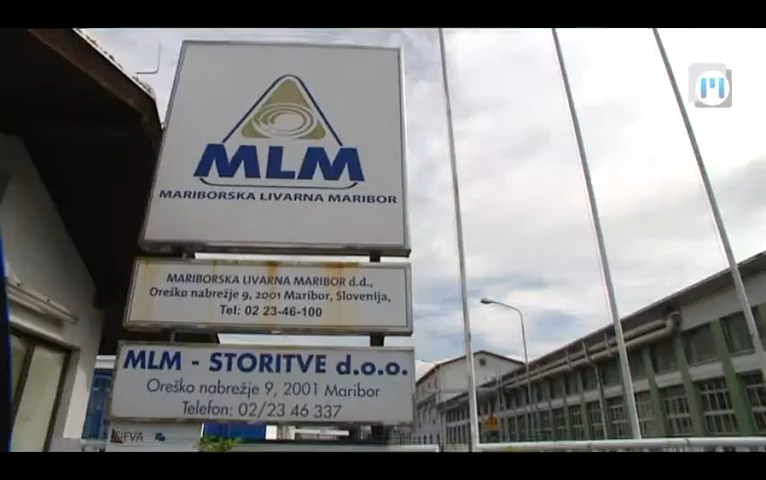 MLM
MARIBORSKA LIVARNA MARIBOR
MARIBORSKA LIVARNA MARIBOR d.d.,
Oreško nabrežje 9, 2001 Maribor, Slovenija,
Tel: 02 23-46-100
MLM - STORITVE d.o.o.
Oreško nabrežje 9, 2001 Maribor
Telefon: 02/23 46 337